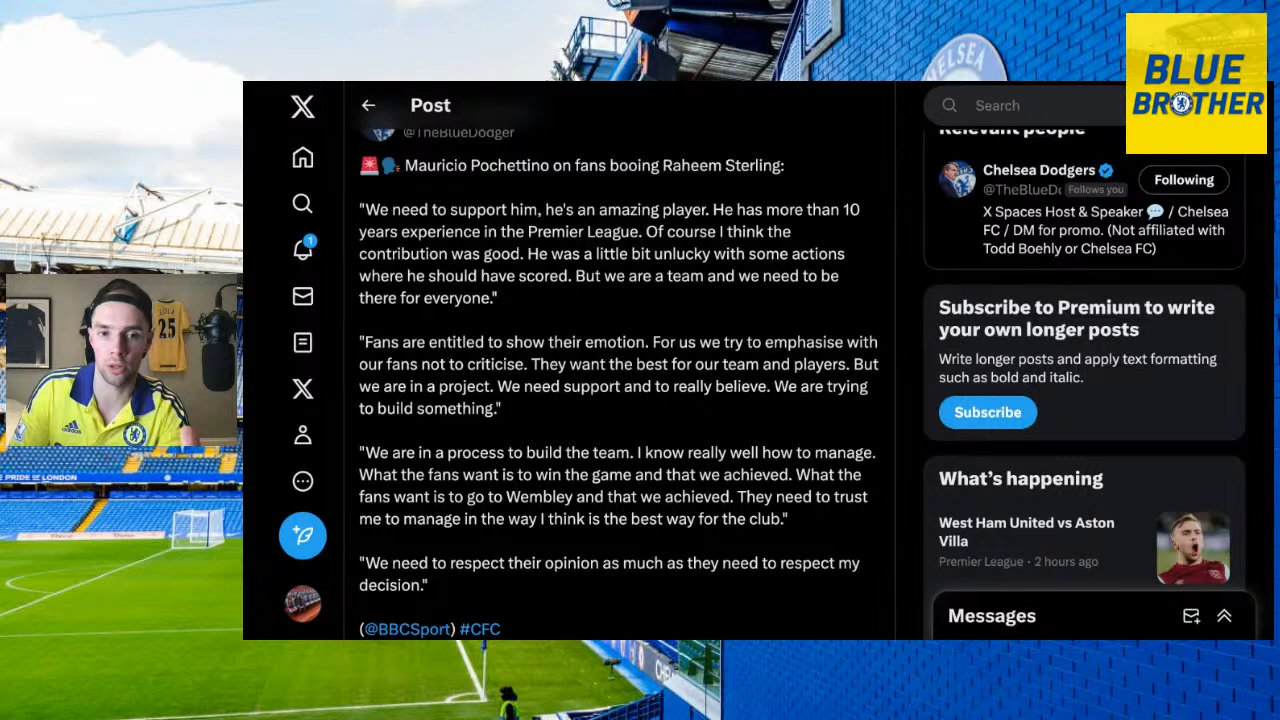 CHELSEA
BLUE
BROTHER
Post
Search
@TheBlueDodger
Relevant people
🚨🗣️ Mauricio Pochettino on fans booing Raheem Sterling:
"We need to support him, he's an amazing player. He has more than 10
years experience in the Premier League. Of course I think the
contribution was good. He was a little bit unlucky with some actions
where he should have scored. But we are a team and we need to be
there for everyone."
"Fans are entitled to show their emotion. For us we try to emphasise with
our fans not to criticise. They want the best for our team and players. But
we are in a project. We need support and to really believe. We are trying
to build something."
"We are in a process to build the team. I know really well how to manage.
What the fans want is to win the game and that we achieved. What the
fans want is to go to Wembley and that we achieved. They need to trust
me to manage in the way I think is the best way for the club."
"We need to respect their opinion as much as they need to respect my
decision."
(@BBCSport) #CFC
Chelsea Dodgers
@TheBlueDo Follows you
Following
X Spaces Host & Speaker 💬 / Chelsea
FC / DM for promo. (Not affiliated with
Todd Boehly or Chelsea FC)
Subscribe to Premium to write
your own longer posts
Write longer posts and apply text formatting
such as bold and italic.
Subscribe
What's happening
West Ham United vs Aston
Villa
Premier League · 2 hours ago
Messages
1
25
adidas
E PRIDE OF LONDON